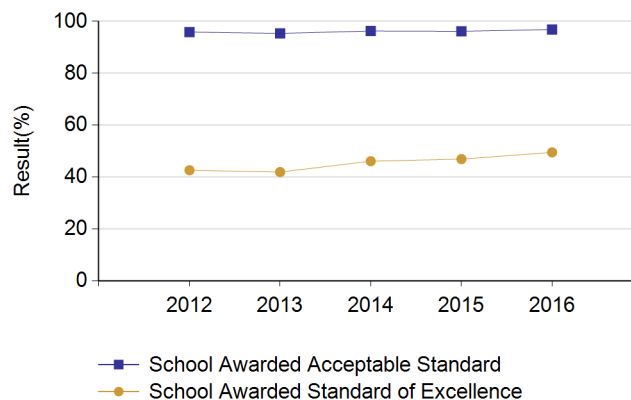 100
80
60
40
20
0
Result(%)
2012 2013 2014 2015 2016
School Awarded Acceptable Standard
School Awarded Standard of Excellence